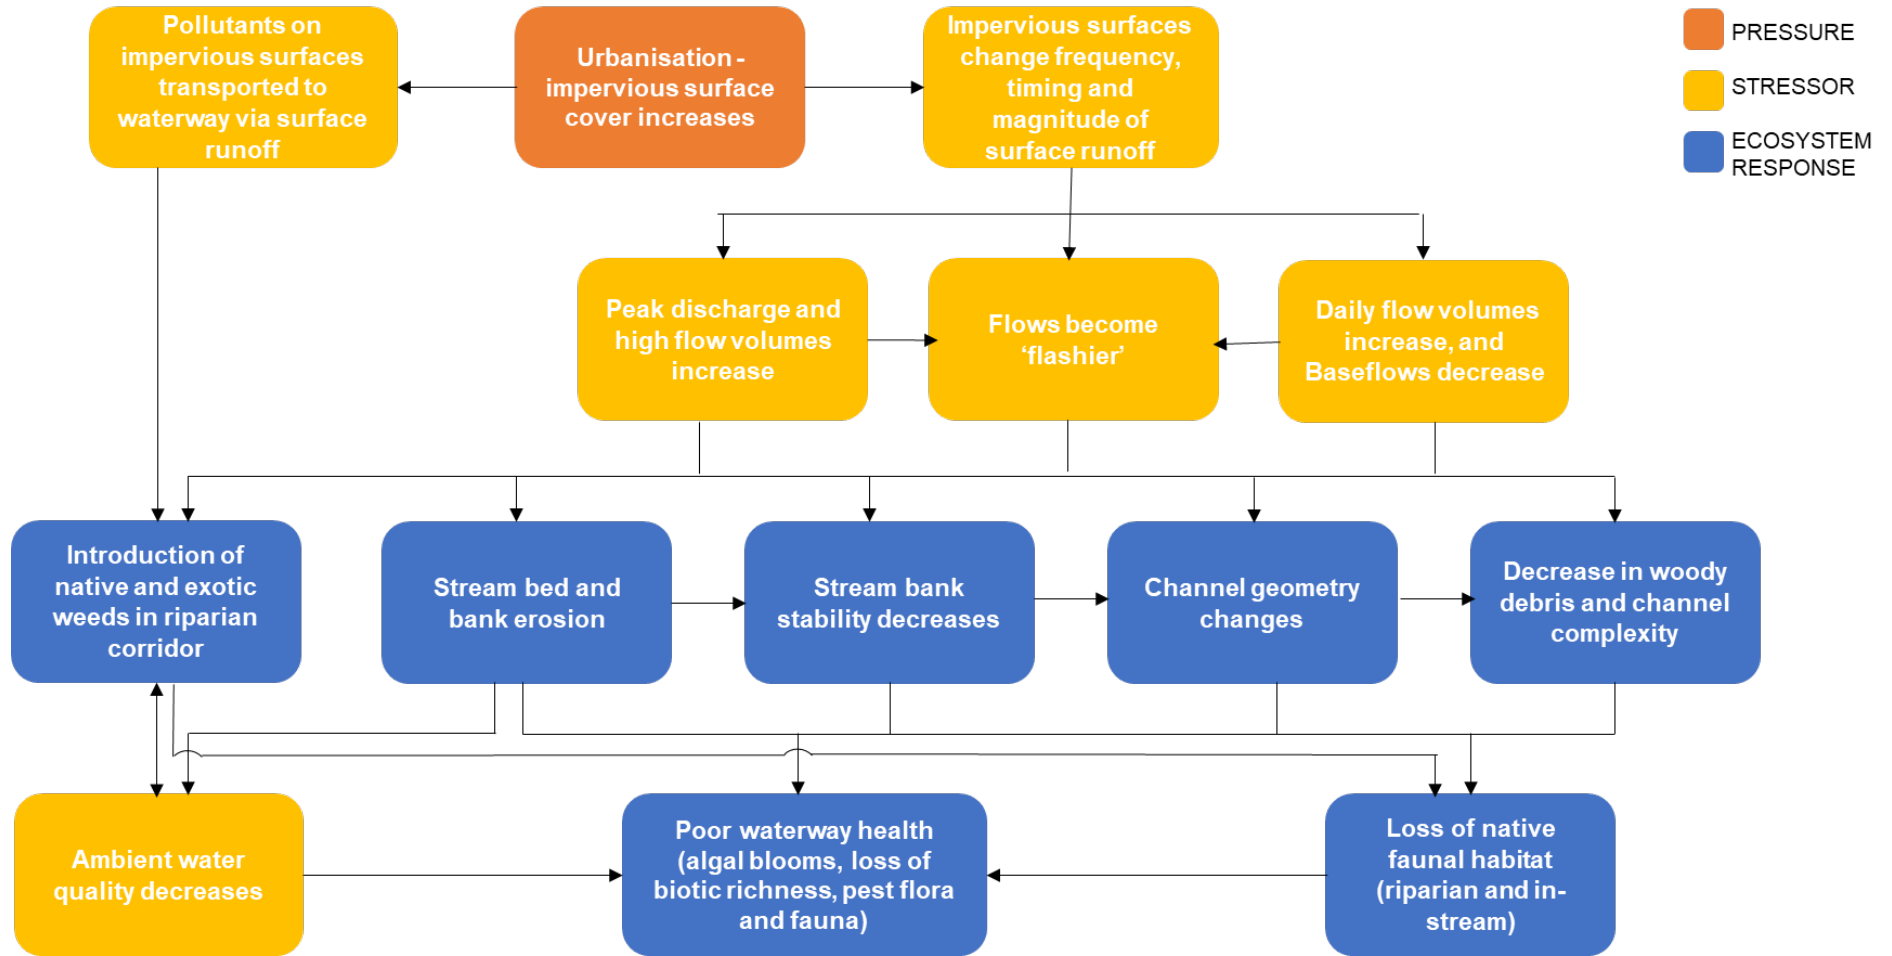 Pollutants on
impervious surfaces
transported to
waterway via surface
runoff
Urbanisation -
impervious surface
cover increases
Impervious surfaces
change frequency,
timing and
magnitude of
surface runoff
PRESSURE
STRESSOR
ECOSYSTEM
RESPONSE
Peak discharge and
high flow volumes
increase
Flows become
‘flashier’
Daily flow volumes
increase, and
Baseflows decrease
Introduction of
native and exotic
weeds in riparian
corridor
Stream bed and
bank erosion
Stream bank
stability decreases
Channel geometry
changes
Decrease in woody
debris and channel
complexity
Ambient water
quality decreases
Poor waterway health
(algal blooms, loss of
biotic richness, pest flora
and fauna)
Loss of native
faunal habitat
(riparian and in-
stream)